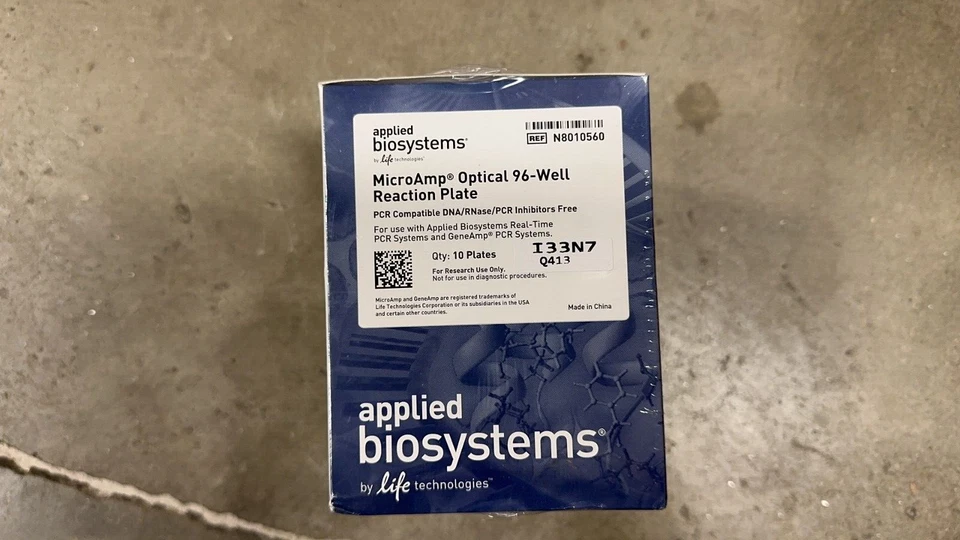 applied
biosystems®
by life technologies™
REF N8010560
MicroAmp® Optical 96-Well
Reaction Plate
PCR Compatible DNA/RNase/PCR Inhibitors Free
For use with Applied Biosystems Real-Time
PCR Systems and GeneAmp® PCR Systems.
Qty: 10 Plates
I33N7
Q413
For Research Use Only.
Not for use in diagnostic procedures.
MicroAmp and GeneAmp are registered trademarks of
Life Technologies Corporation or its subsidiaries in the USA
and certain other countries.
Made in China
applied
biosystems®
by life technologies™